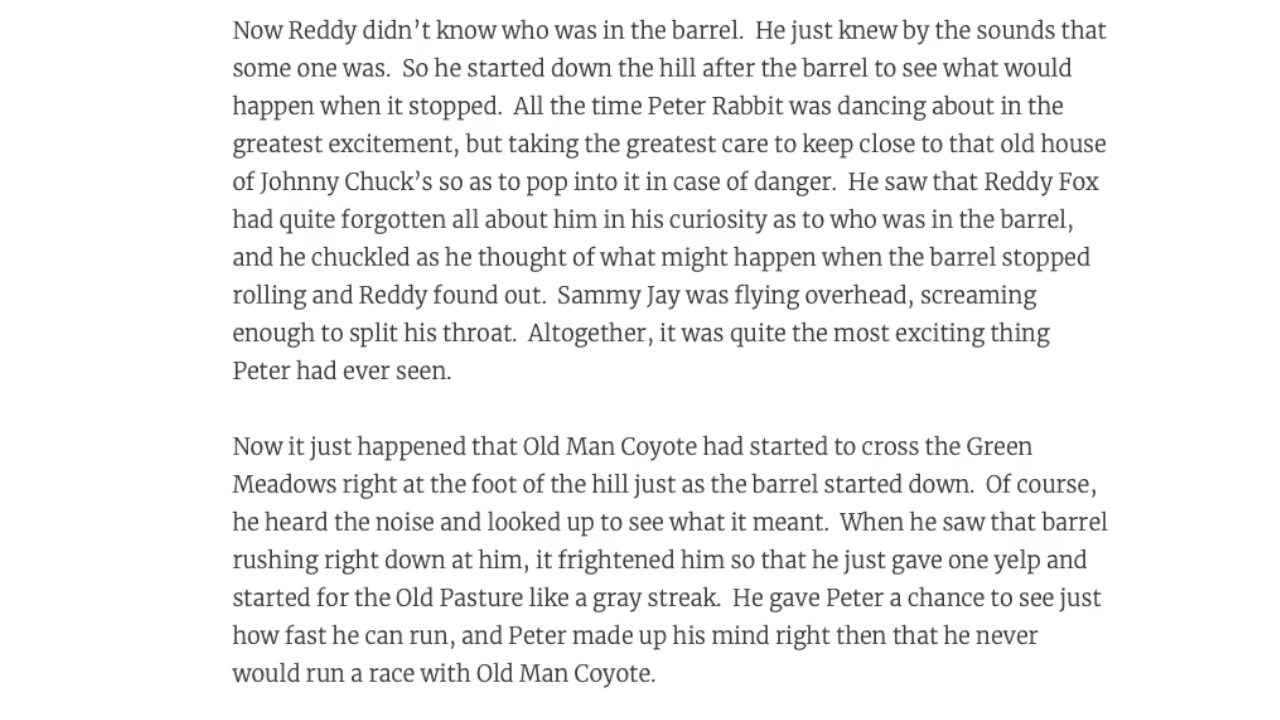 Now Reddy didn’t know who was in the barrel.  He just knew by the sounds that
some one was.  So he started down the hill after the barrel to see what would
happen when it stopped.  All the time Peter Rabbit was dancing about in the
greatest excitement, but taking the greatest care to keep close to that old house
of Johnny Chuck’s so as to pop into it in case of danger.  He saw that Reddy Fox
had quite forgotten all about him in his curiosity as to who was in the barrel,
and he chuckled as he thought of what might happen when the barrel stopped
rolling and Reddy found out.  Sammy Jay was flying overhead, screaming
enough to split his throat.  Altogether, it was quite the most exciting thing
Peter had ever seen.

Now it just happened that Old Man Coyote had started to cross the Green
Meadows right at the foot of the hill just as the barrel started down.  Of course,
he heard the noise and looked up to see what it meant.  When he saw that barrel
rushing right down at him, it frightened him so that he just gave one yelp and
started for the Old Pasture like a gray streak.  He gave Peter a chance to see just
how fast he can run, and Peter made up his mind right then that he never
would run a race with Old Man Coyote.